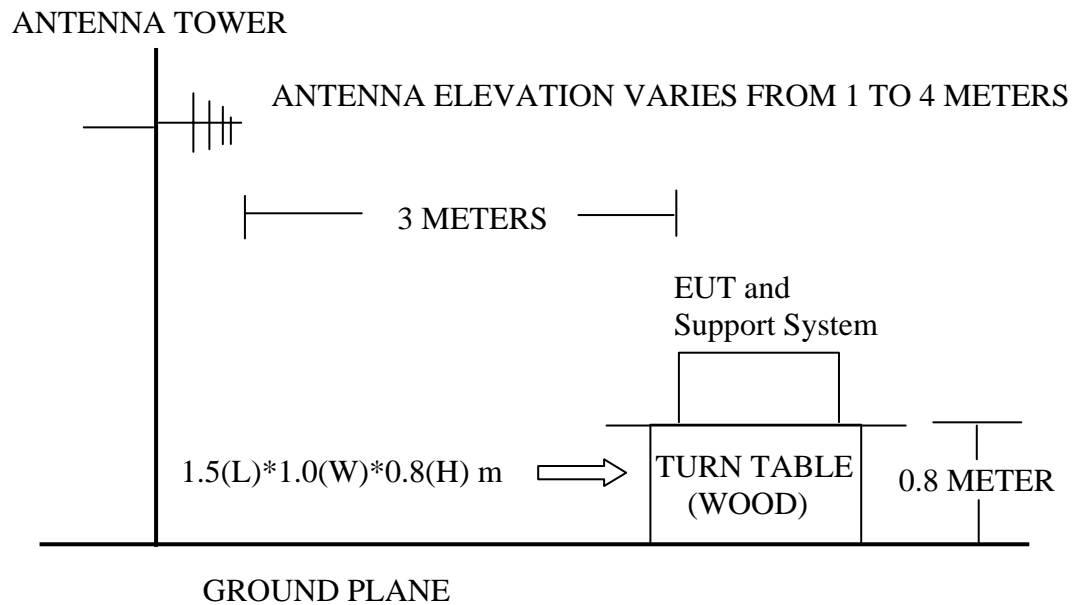 ANTENNA TOWER
ANTENNA ELEVATION VARIES FROM 1 TO 4 METERS
3 METERS
EUT and
Support System
1.5(L)*1.0(W)*0.8(H) m
TURN TABLE
(WOOD)
0.8 METER
GROUND PLANE